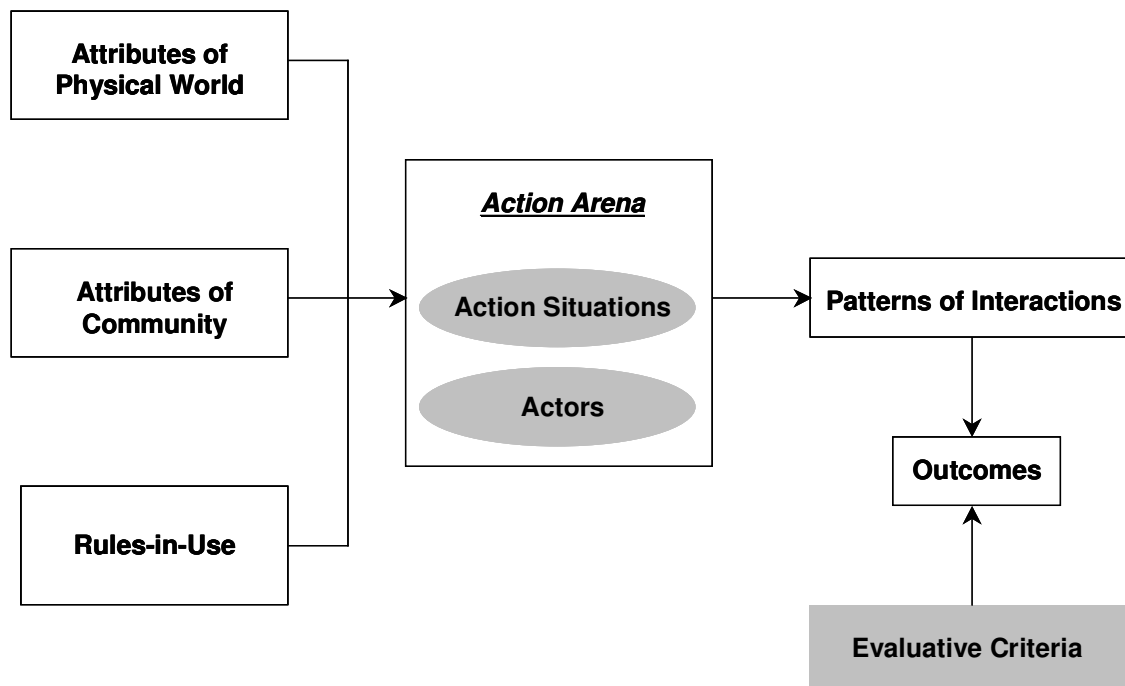 Attributes of
Physical World
Action Arena
Attributes of
Community
Action Situations
Patterns of Interactions
Actors
Outcomes
Rules-in-Use
Evaluative Criteria